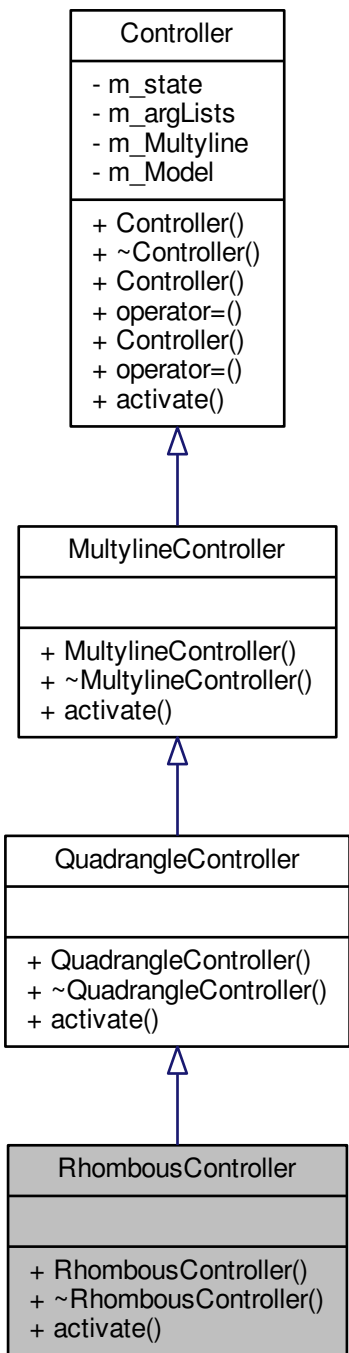 Controller
- m_state
- m_argLists
- m_Multyline
- m_Model
+ Controller()
+ ~Controller()
+ Controller()
+ operator=()
+ Controller()
+ operator=()
+ activate()
MultylineController
+ MultylineController()
+ ~MultylineController()
+ activate()
QuadrangleController
+ QuadrangleController()
+ ~QuadrangleController()
+ activate()
RhombousController
+ RhombousController()
+ ~RhombousController()
+ activate()